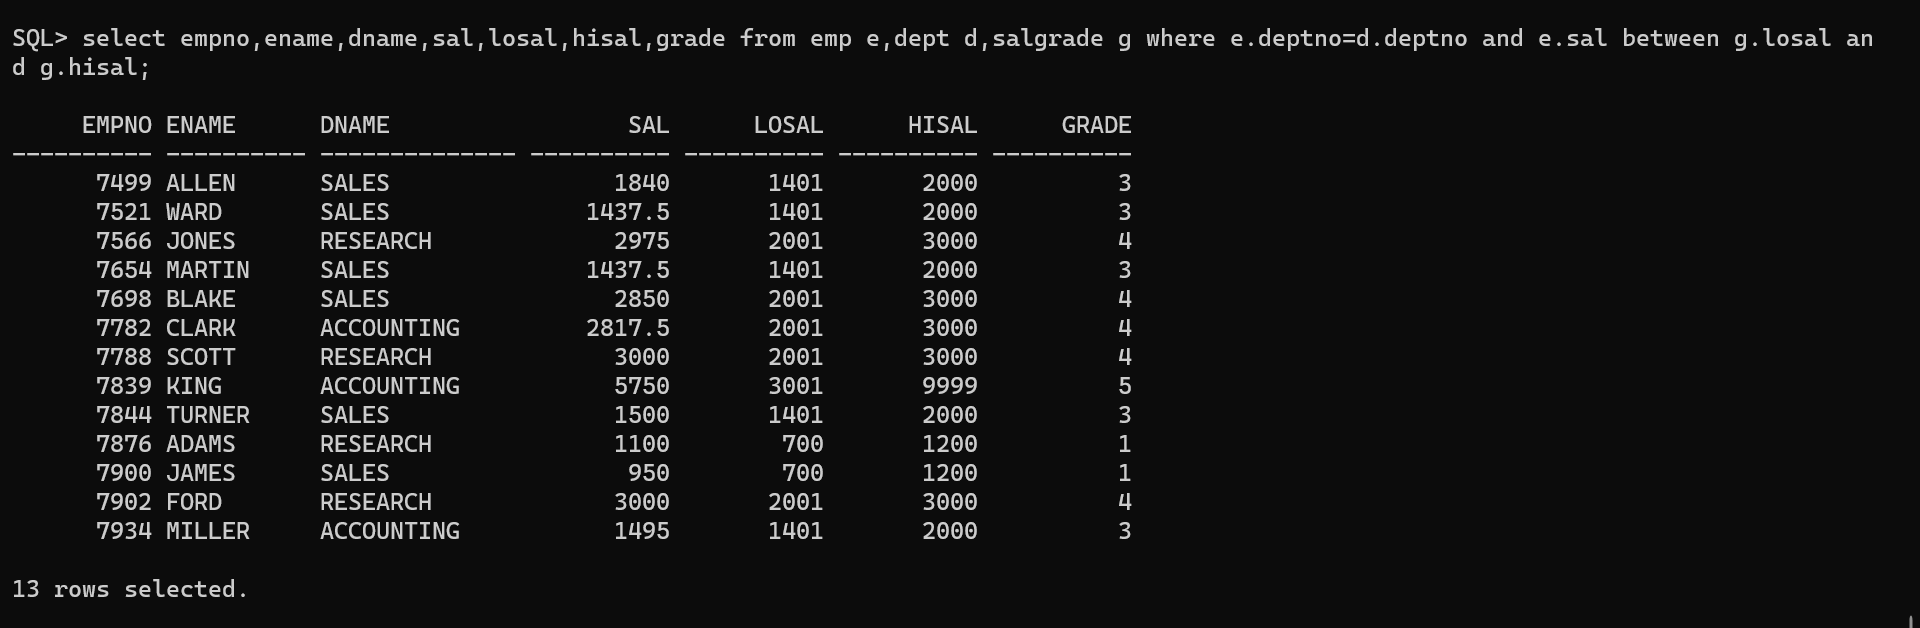 SQL> select empno,ename,dname,sal,losal,hisal,grade from emp e,dept d,salgrade g where e.deptno=d.deptno and e.sal between g.losal an
d g.hisal;

     EMPNO ENAME      DNAME                 SAL      LOSAL      HISAL      GRADE
---------- ---------- -------------- ---------- ---------- ---------- ----------
      7499 ALLEN      SALES                1840       1401       2000          3
      7521 WARD       SALES              1437.5       1401       2000          3
      7566 JONES      RESEARCH             2975       2001       3000          4
      7654 MARTIN     SALES              1437.5       1401       2000          3
      7698 BLAKE      SALES                2850       2001       3000          4
      7782 CLARK      ACCOUNTING         2817.5       2001       3000          4
      7788 SCOTT      RESEARCH             3000       2001       3000          4
      7839 KING       ACCOUNTING           5750       3001       9999          5
      7844 TURNER     SALES                1500       1401       2000          3
      7876 ADAMS      RESEARCH             1100        700       1200          1
      7900 JAMES      SALES                 950        700       1200          1
      7902 FORD       RESEARCH             3000       2001       3000          4
      7934 MILLER     ACCOUNTING           1495       1401       2000          3

13 rows selected.